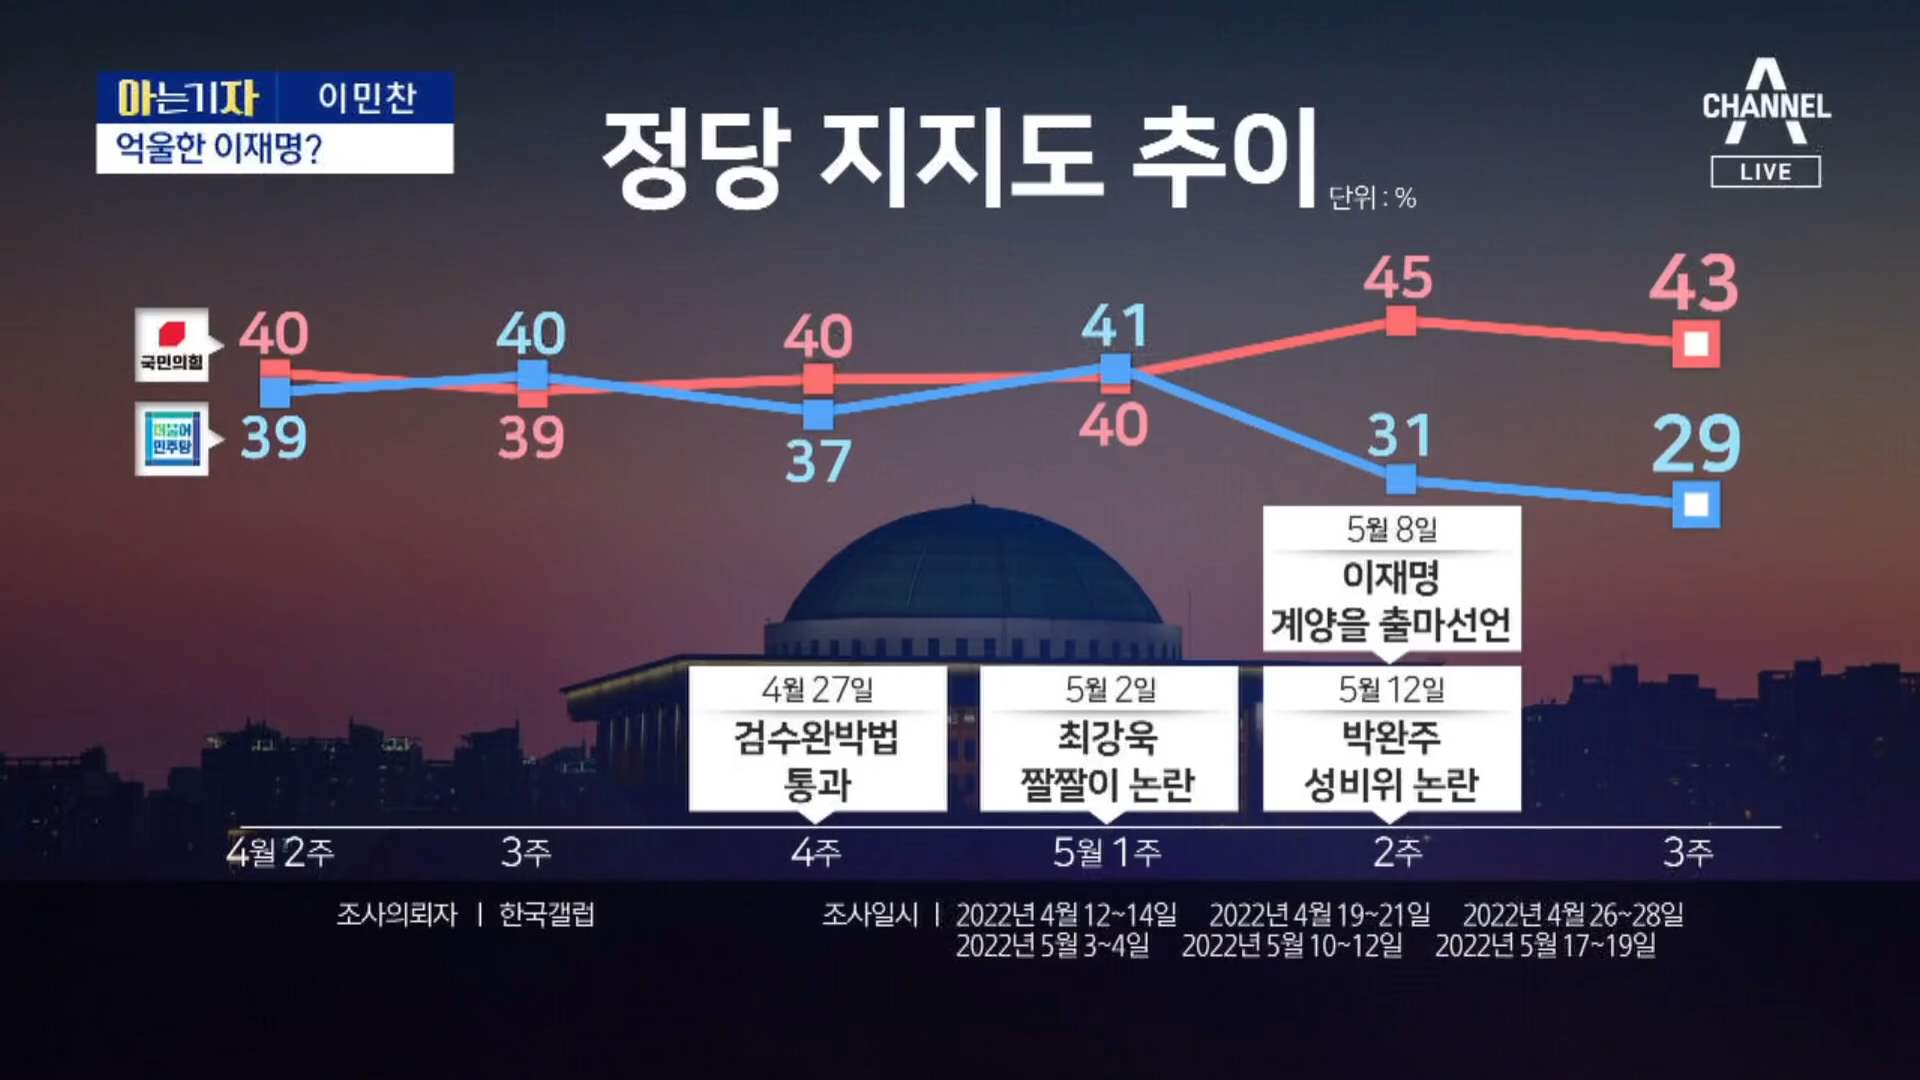 아는기자 이민찬
억울한 이재명?
정당 지지도 추이
단위 : %
CHANNEL A
LIVE
국민의힘
더불어
민주당
40 40 40 41 45 43
39 39 37 40 31 29
5월 8일
이재명
계양을 출마선언
4월 27일
검수완박법
통과
5월 2일
최강욱
짤짤이 논란
5월 12일
박완주
성비위 논란
4월 2주 3주 4주 5월 1주 2주 3주
조사의뢰자 | 한국갤럽
조사일시 | 2022년 4월 12~14일 2022년 4월 19~21일 2022년 4월 26~28일
2022년 5월 3~4일 2022년 5월 10~12일 2022년 5월 17~19일